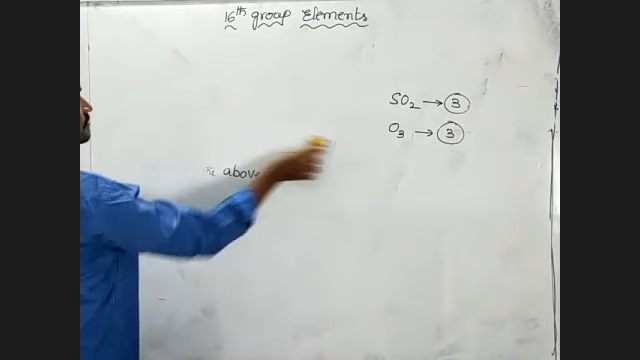 16th group Elements
SO2 → 3
O3 → 3
above